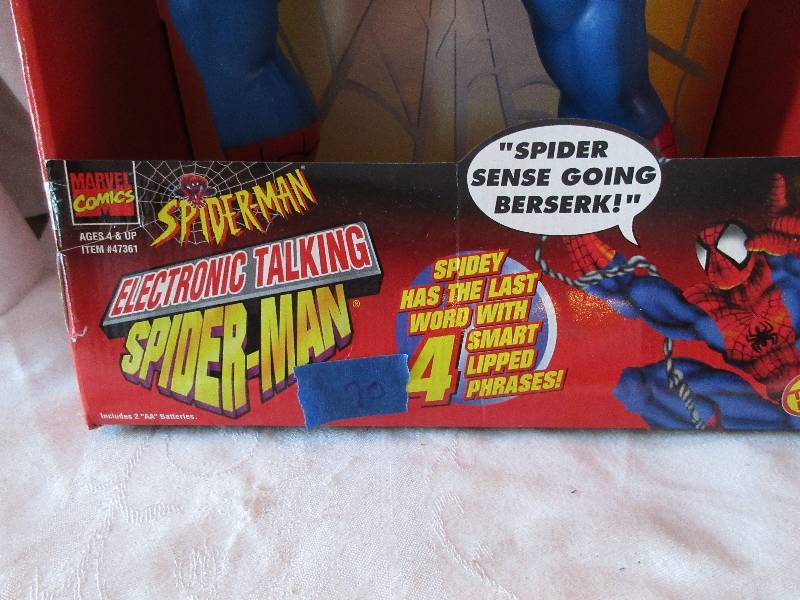 MARVEL
COMICS
AGES 4 & UP
ITEM #47361
SPIDER-MAN
ELECTRONIC TALKING
SPIDER-MAN®
Includes 2 "AA" Batteries.
70
SPIDEY
HAS THE LAST
WORD WITH
4 SMART
LIPPED
PHRASES!
"SPIDER
SENSE GOING
BERSERK!"